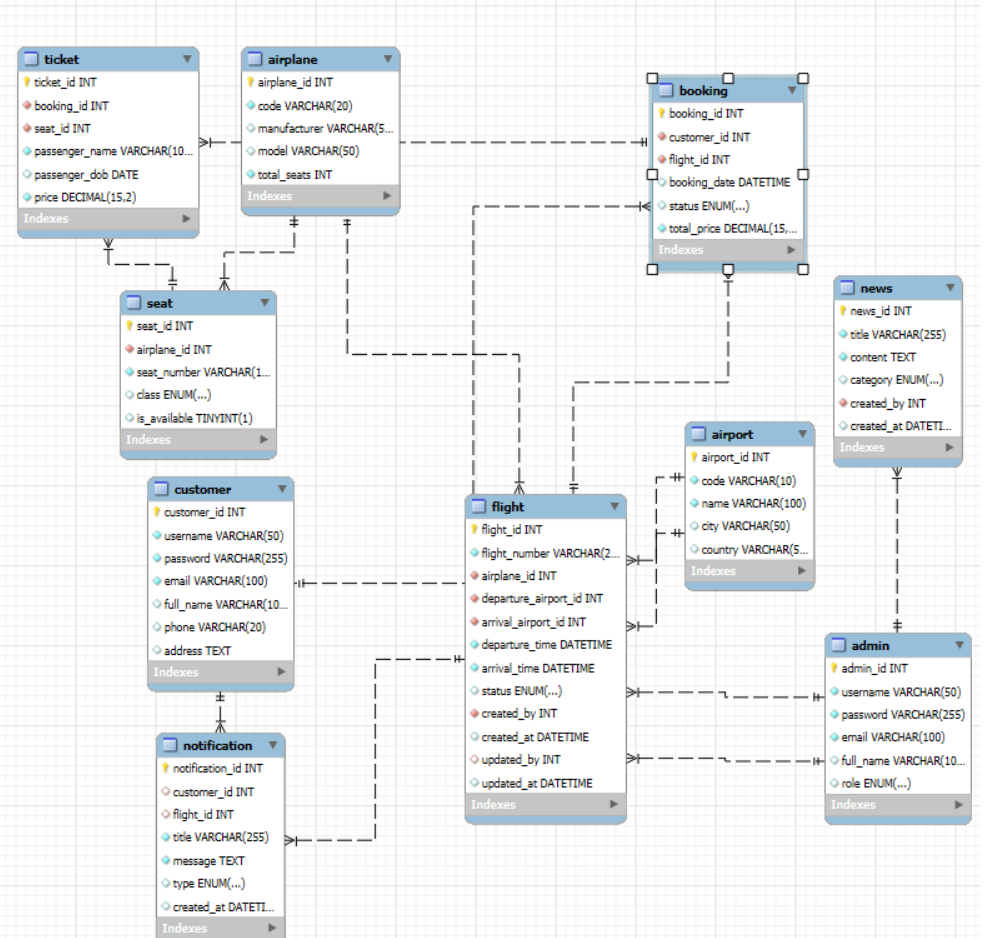 ticket
ticket_id INT
booking_id INT
seat_id INT
passenger_name VARCHAR(10...
passenger_dob DATE
price DECIMAL(15,2)
Indexes
airplane
airplane_id INT
code VARCHAR(20)
manufacturer VARCHAR(5...
model VARCHAR(50)
total_seats INT
Indexes
booking
booking_id INT
customer_id INT
flight_id INT
booking_date DATETIME
status ENUM(...)
total_price DECIMAL(15,...
Indexes
seat
seat_id INT
airplane_id INT
seat_number VARCHAR(1...
class ENUM(...)
is_available TINYINT(1)
Indexes
news
news_id INT
title VARCHAR(255)
content TEXT
category ENUM(...)
created_by INT
created_at DATETI...
Indexes
airport
airport_id INT
code VARCHAR(10)
name VARCHAR(100)
city VARCHAR(50)
country VARCHAR(5...
Indexes
customer
customer_id INT
username VARCHAR(50)
password VARCHAR(255)
email VARCHAR(100)
full_name VARCHAR(10...
phone VARCHAR(20)
address TEXT
Indexes
flight
flight_id INT
flight_number VARCHAR(2...
airplane_id INT
departure_airport_id INT
arrival_airport_id INT
departure_time DATETIME
arrival_time DATETIME
status ENUM(...)
created_by INT
created_at DATETIME
updated_by INT
updated_at DATETIME
Indexes
admin
admin_id INT
username VARCHAR(50)
password VARCHAR(255)
email VARCHAR(100)
full_name VARCHAR(10...
role ENUM(...)
Indexes
notification
notification_id INT
customer_id INT
flight_id INT
title VARCHAR(255)
message TEXT
type ENUM(...)
created_at DATETI...
Indexes